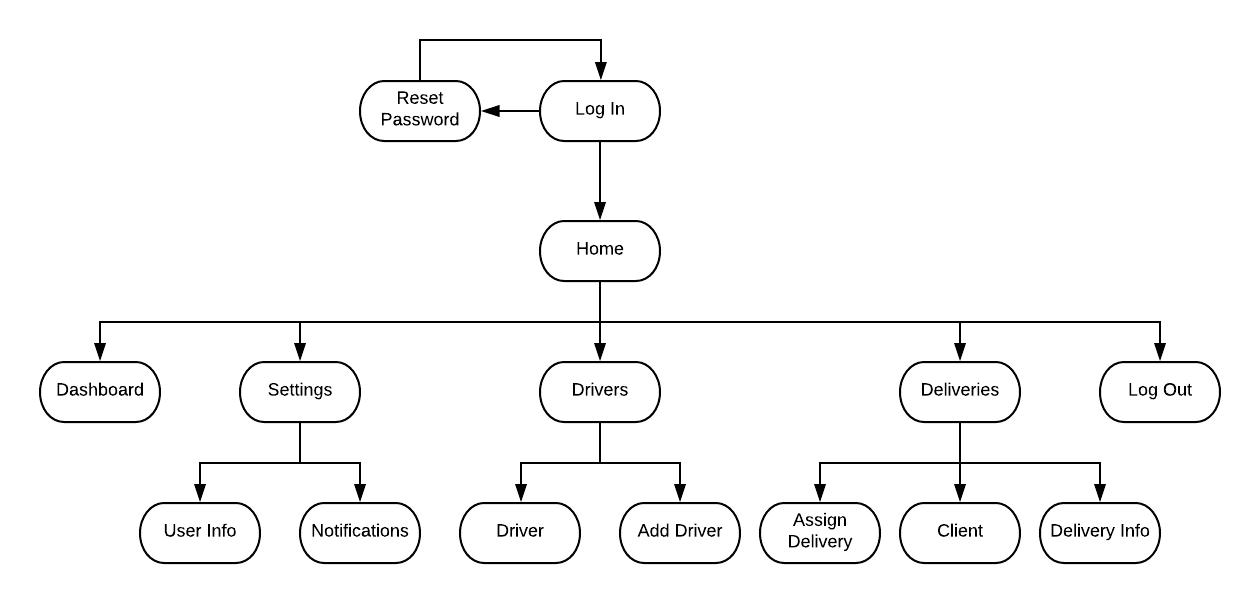 Reset
Password
Log In
Home
Dashboard
Settings
Drivers
Deliveries
Log Out
User Info
Notifications
Driver
Add Driver
Assign
Delivery
Client
Delivery Info